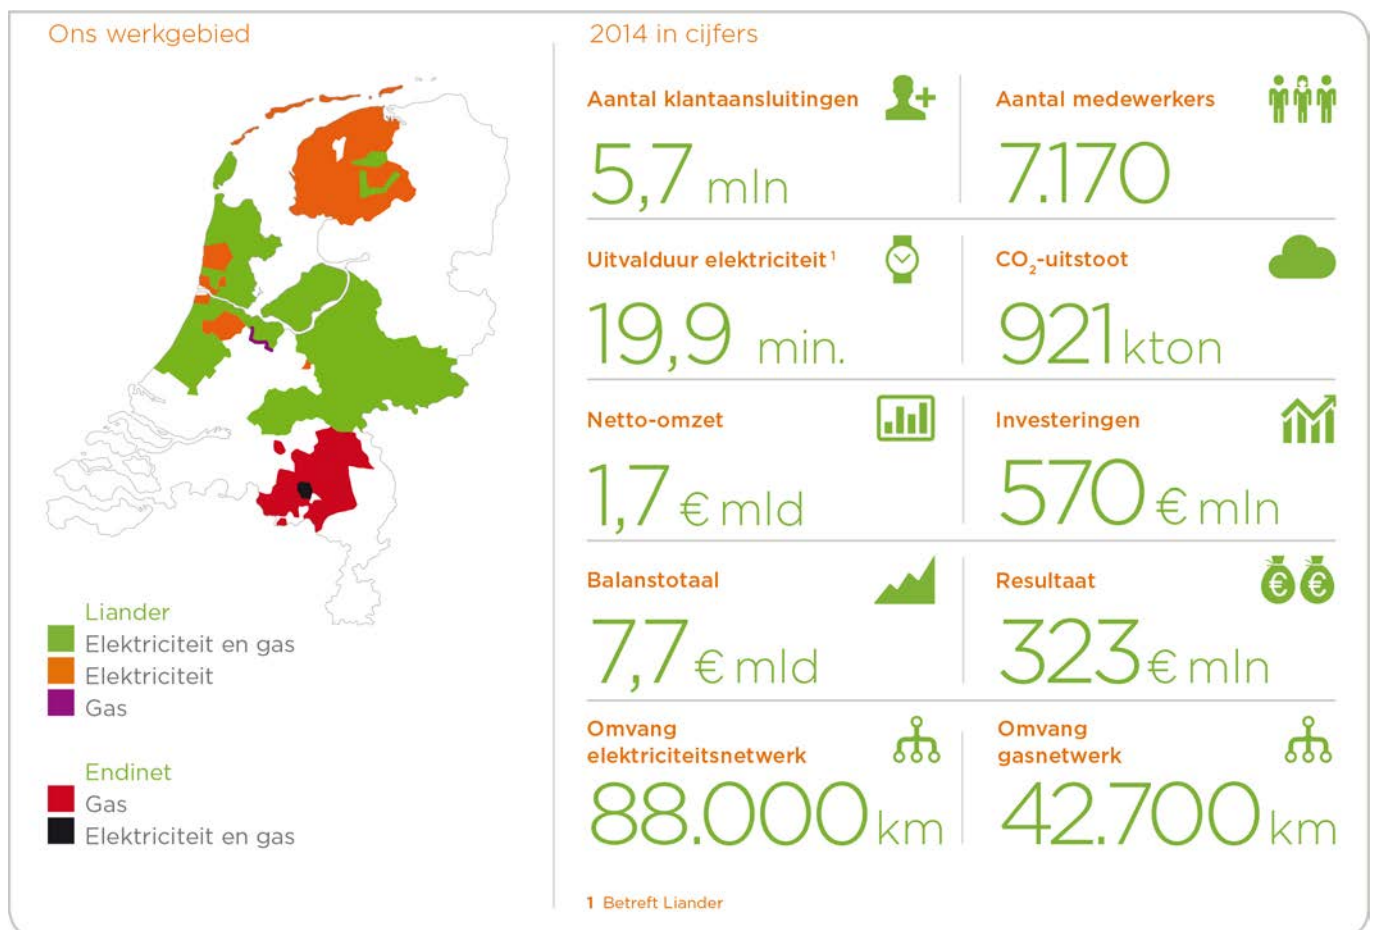 Ons werkgebied
Liander
Elektriciteit en gas
Elektriciteit
Gas
Endinet
Gas
Elektriciteit en gas
2014 in cijfers
Aantal klantaansluitingen
5,7 mln
Aantal medewerkers
7.170
Uitvalduur elektriciteit¹
19,9 min.
CO₂-uitstoot
921 kton
Netto-omzet
1,7 € mld
Investeringen
570 € mln
Balanstotaal
7,7 € mld
Resultaat
323 € mln
Omvang
elektriciteitsnetwerk
88.000 km
Omvang
gasnetwerk
42.700 km
1 Betreft Liander